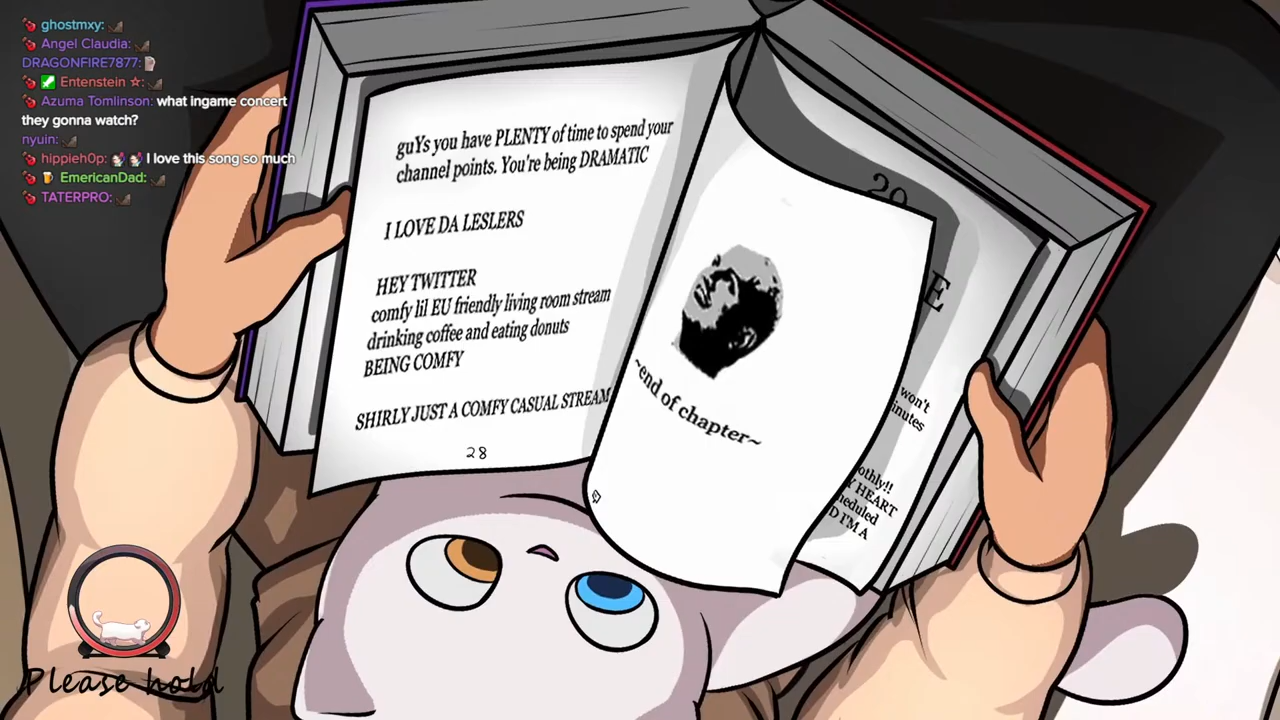 ghostmxy:
Angel Claudia:
DRAGONFIRE7877:
Entenstein ☆:
Azuma Tomlinson: what ingame concert
they gonna watch?
nyuin:
hippieh0p: I love this song so much
EmericanDad:
TATERPRO:
guYs you have PLENTY of time to spend your
channel points. You're being DRAMATIC
I LOVE DA LESLERS
HEY TWITTER
comfy lil EU friendly living room stream
drinking coffee and eating donuts
BEING COMFY
SHIRLY JUST A COMFY CASUAL STREAM
28
~end of chapter~
29
E
won't
inutes
othly!!
Y HEART
heduled
D I'M A
Please hold